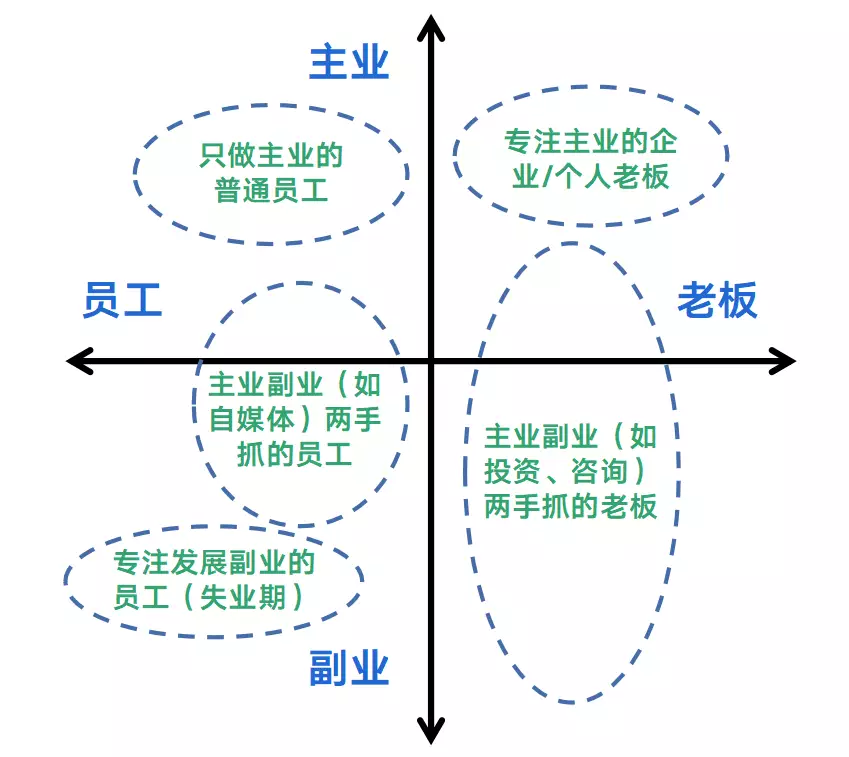 主业
只做主业的
普通员工
专注主业的企
业/个人老板
员工
老板
主业副业（如
自媒体）两手
抓的员工
主业副业（如
投资、咨询）
两手抓的老板
专注发展副业的
员工（失业期）
副业